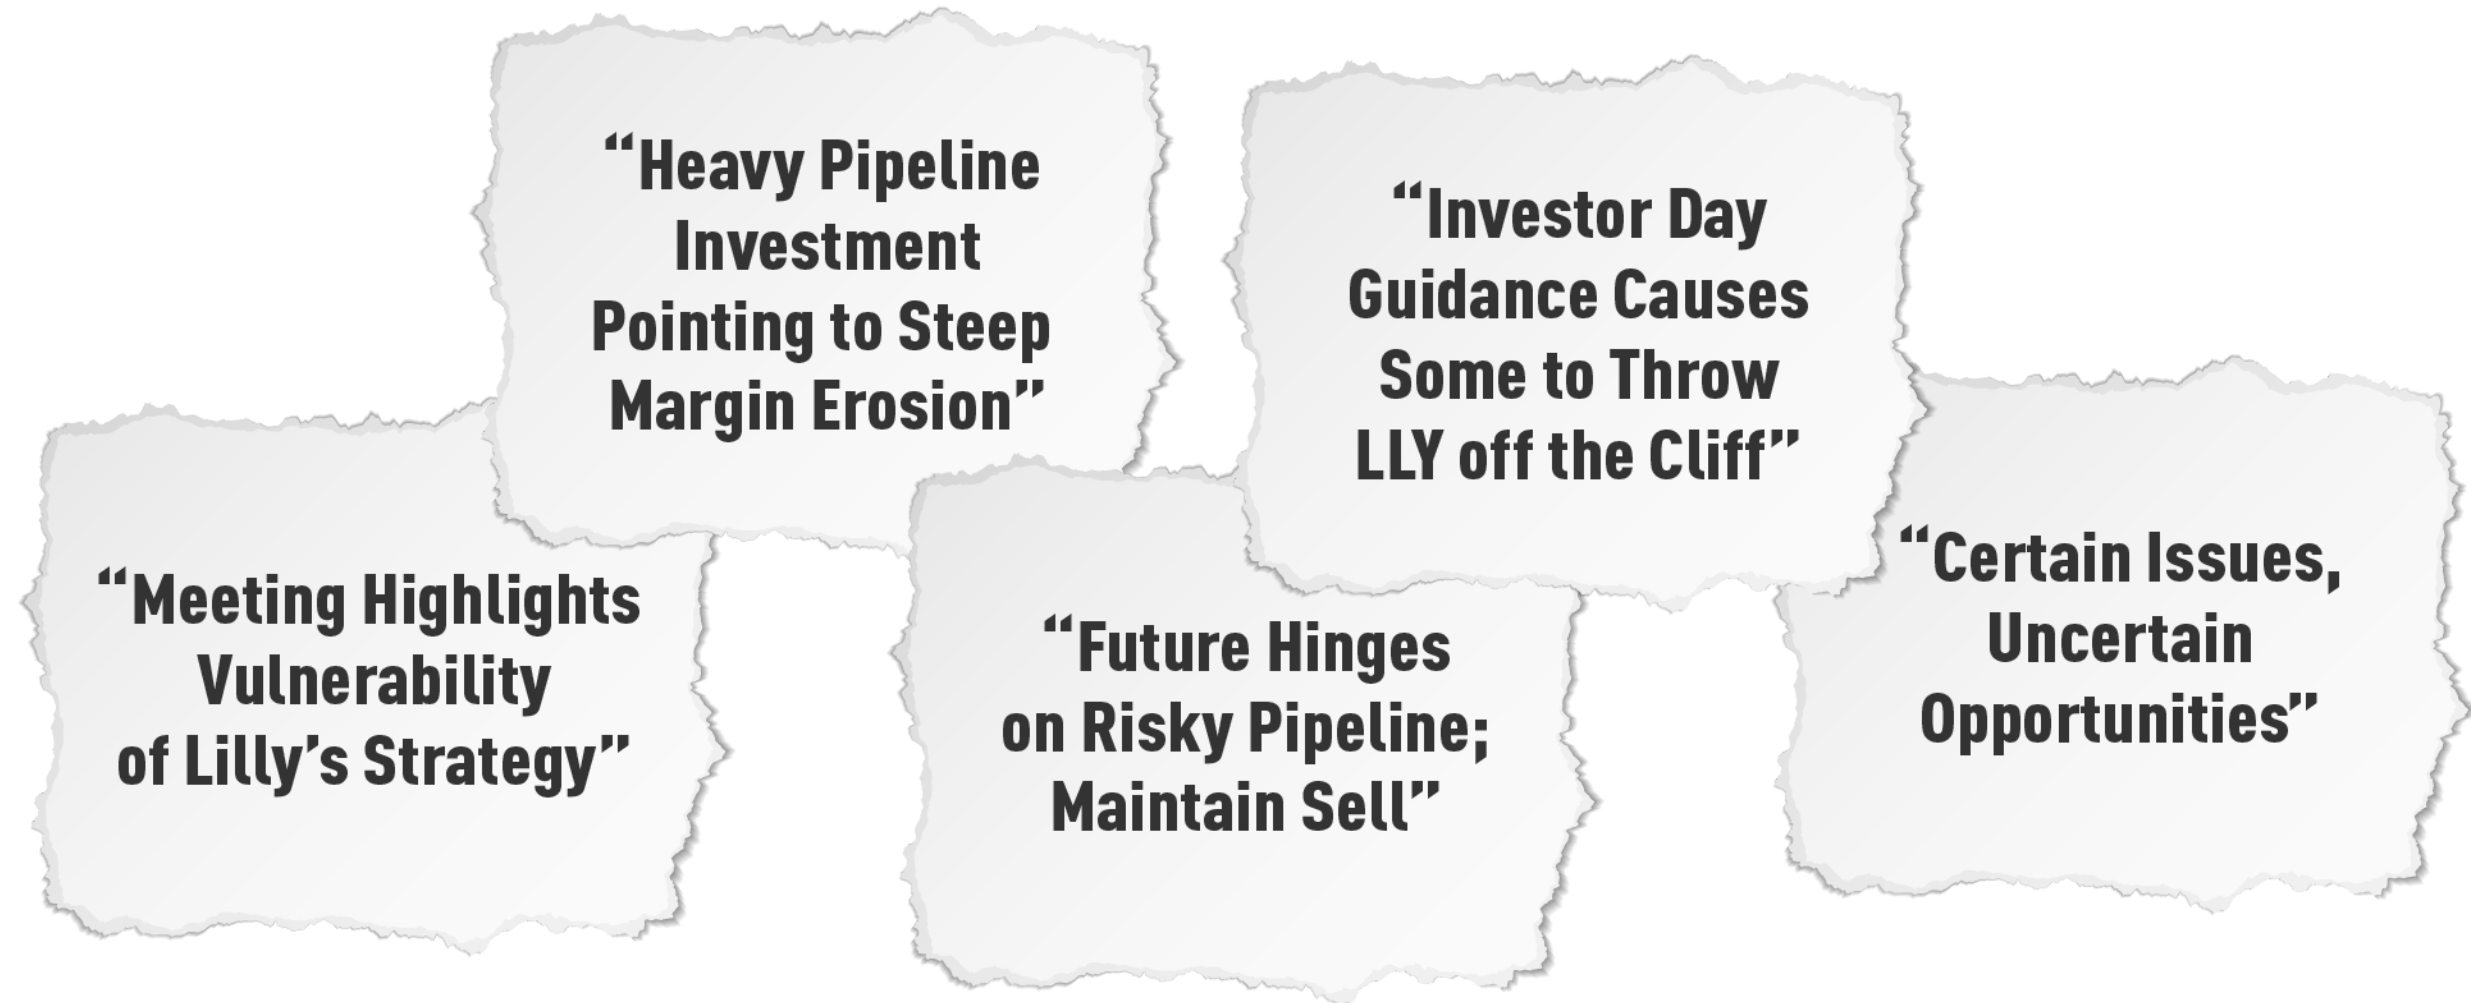 “Heavy Pipeline
Investment
Pointing to Steep
Margin Erosion”
“Investor Day
Guidance Causes
Some to Throw
LLY off the Cliff”
“Meeting Highlights
Vulnerability
of Lilly’s Strategy”
“Future Hinges
on Risky Pipeline;
Maintain Sell”
“Certain Issues,
Uncertain
Opportunities”